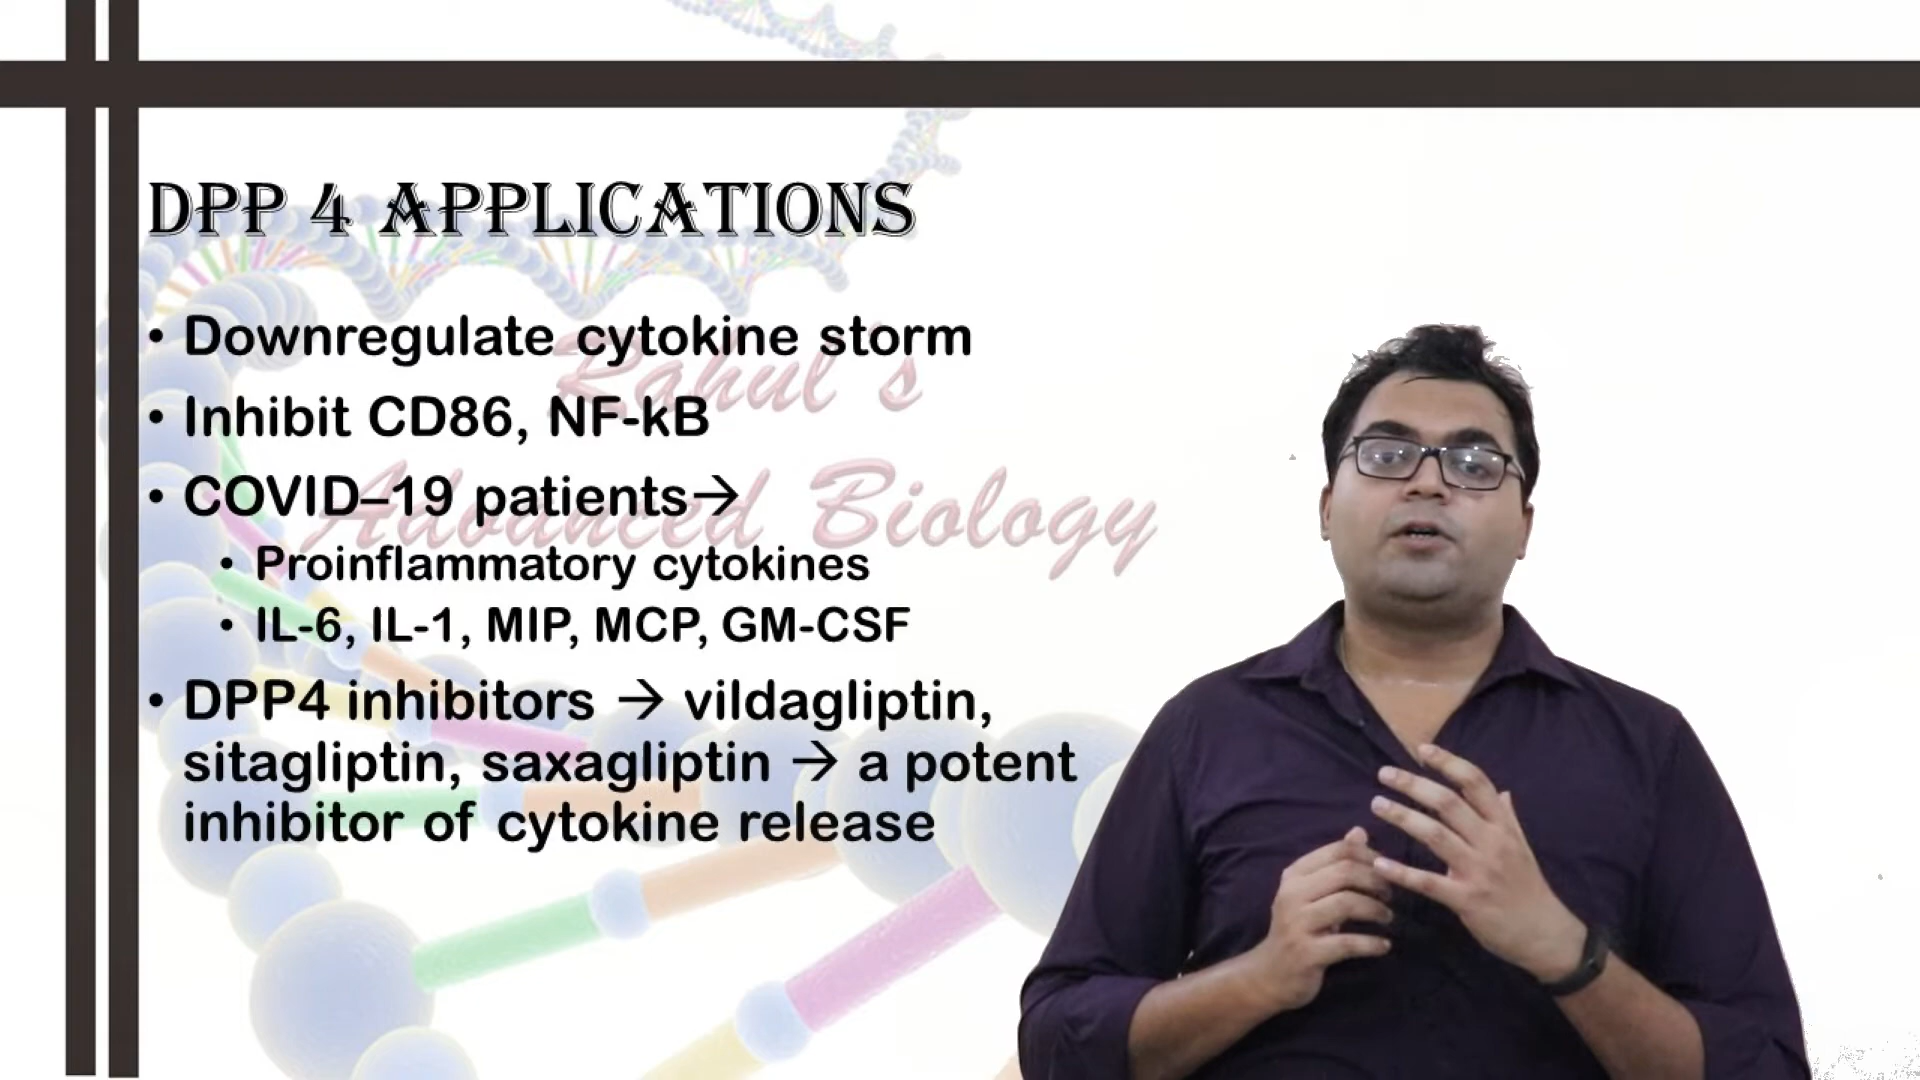 DPP 4 APPLICATIONS
• Downregulate cytokine storm
• Inhibit CD86, NF-kB
• COVID–19 patients→
• Proinflammatory cytokines
• IL-6, IL-1, MIP, MCP, GM-CSF
• DPP4 inhibitors → vildagliptin,
sitagliptin, saxagliptin → a potent
inhibitor of cytokine release
Rahul's
Advanced Biology